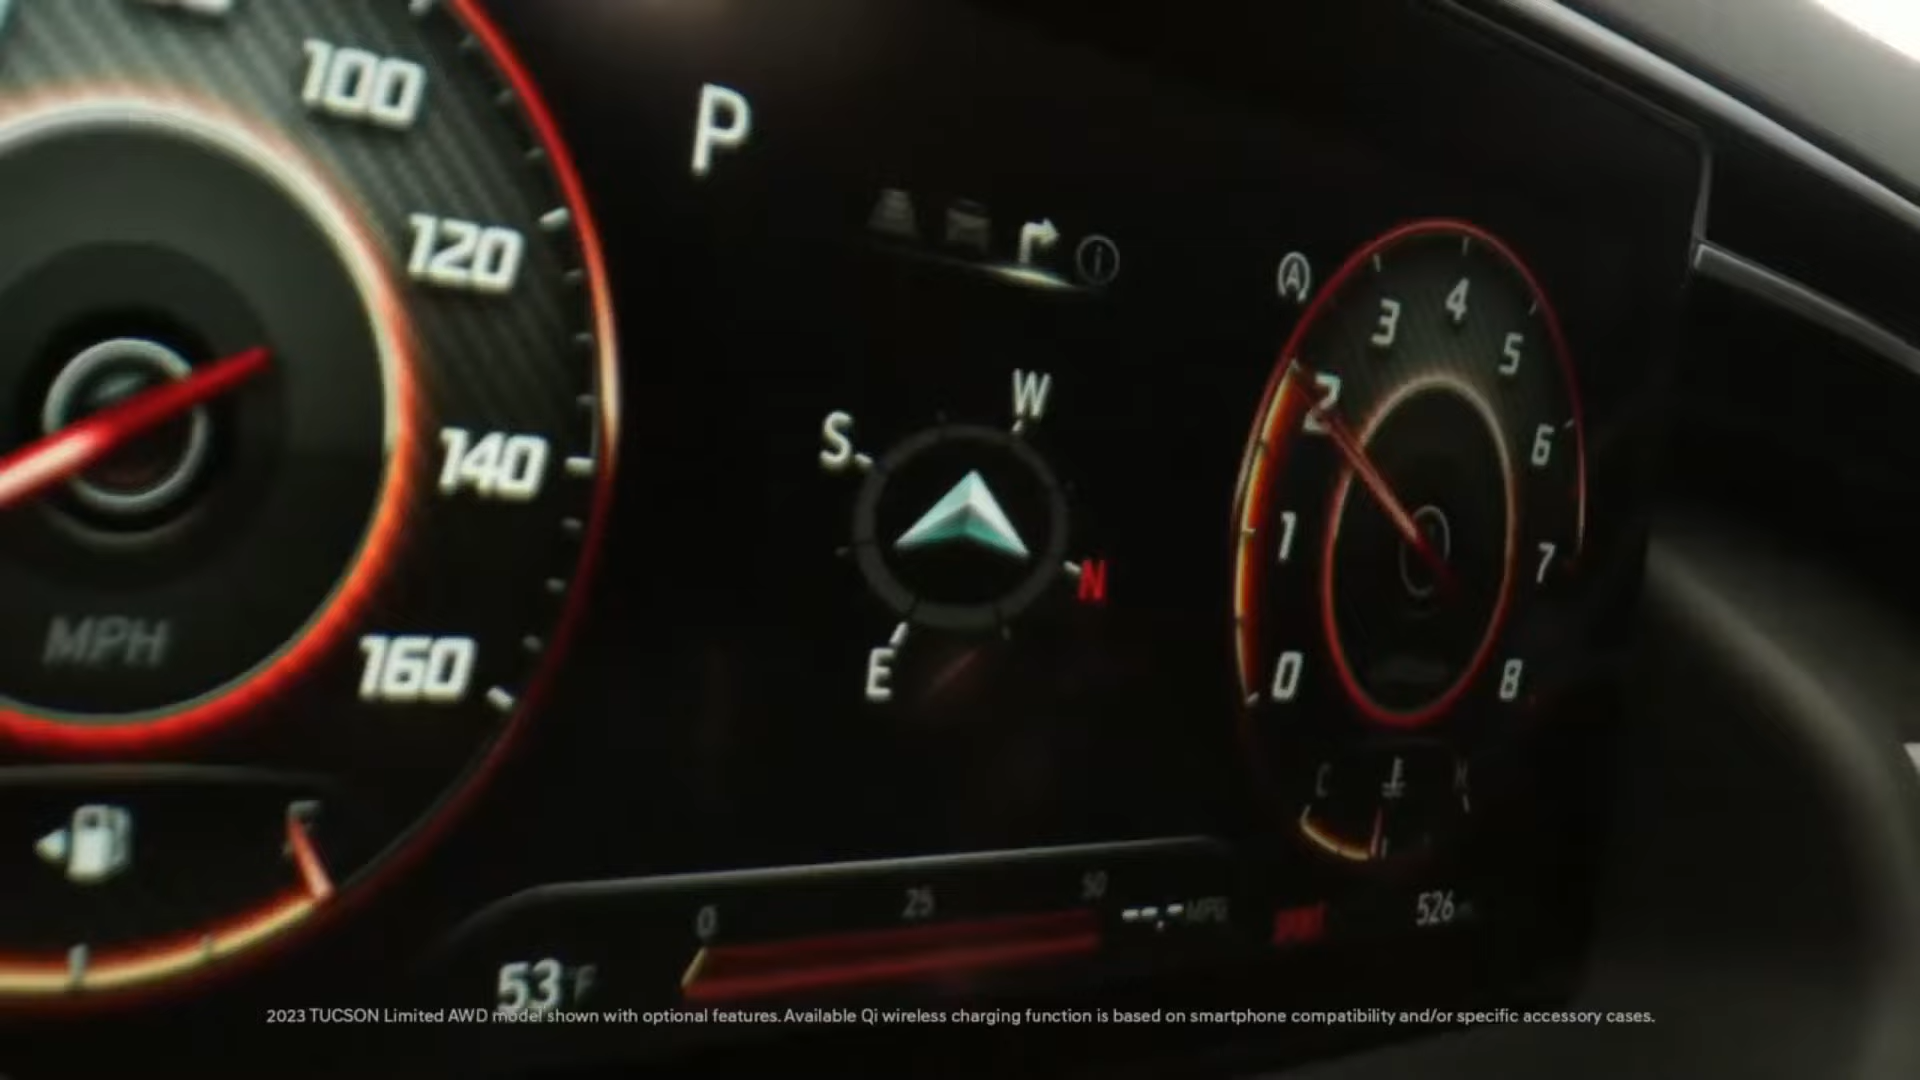 100
P
120
A
3
4
5
2
W
S
6
140
N
1
7
MPH
160
E
0
8
C
H
F
0
25
50
--.- MPG
SPORT
526
53°F
2023 TUCSON Limited AWD model shown with optional features. Available Qi wireless charging function is based on smartphone compatibility and/or specific accessory cases.